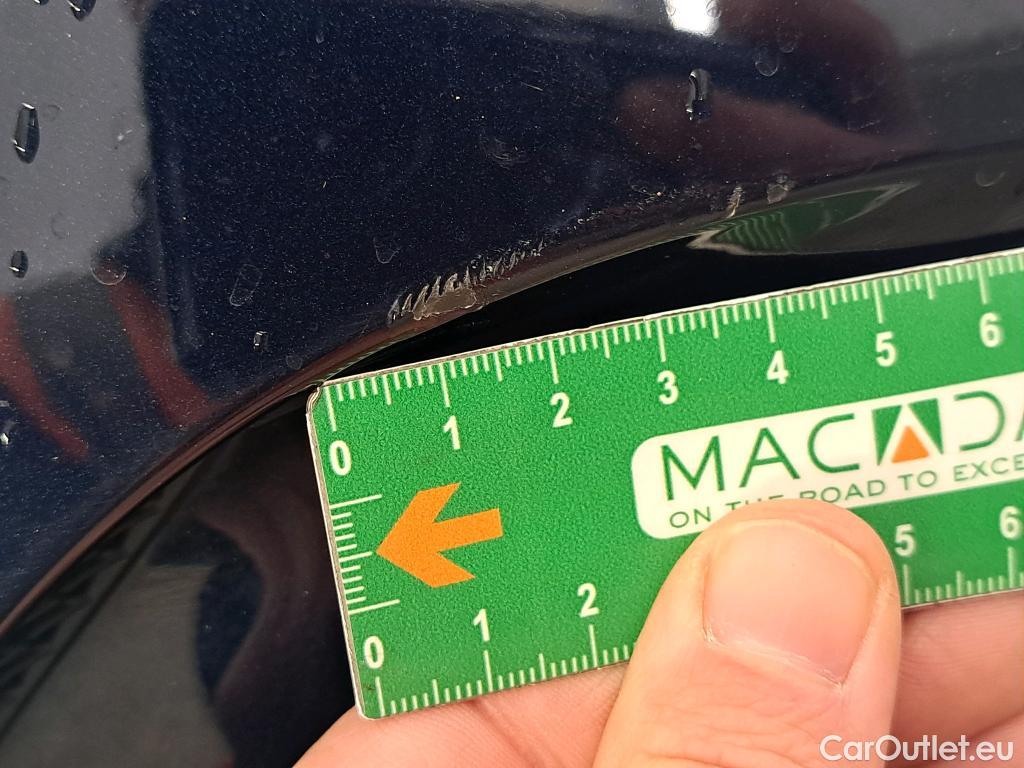 0 1 2 3 4 5 6
MACADA
ON THE ROAD TO EXCE
0 1 2 5 6
CarOutlet.eu